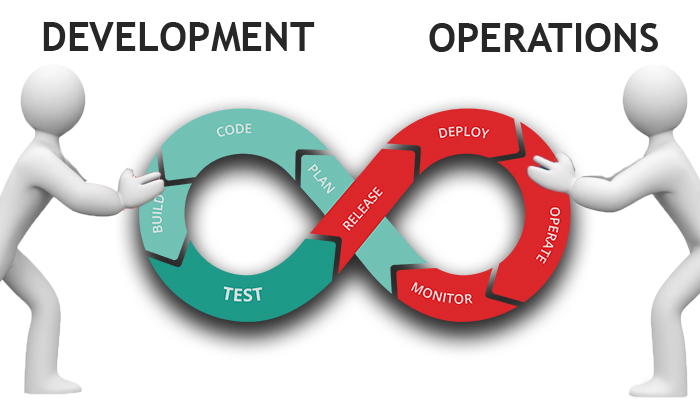 DEVELOPMENT
OPERATIONS
CODE
DEPLOY
PLAN
RELEASE
BUILD
OPERATE
TEST
MONITOR